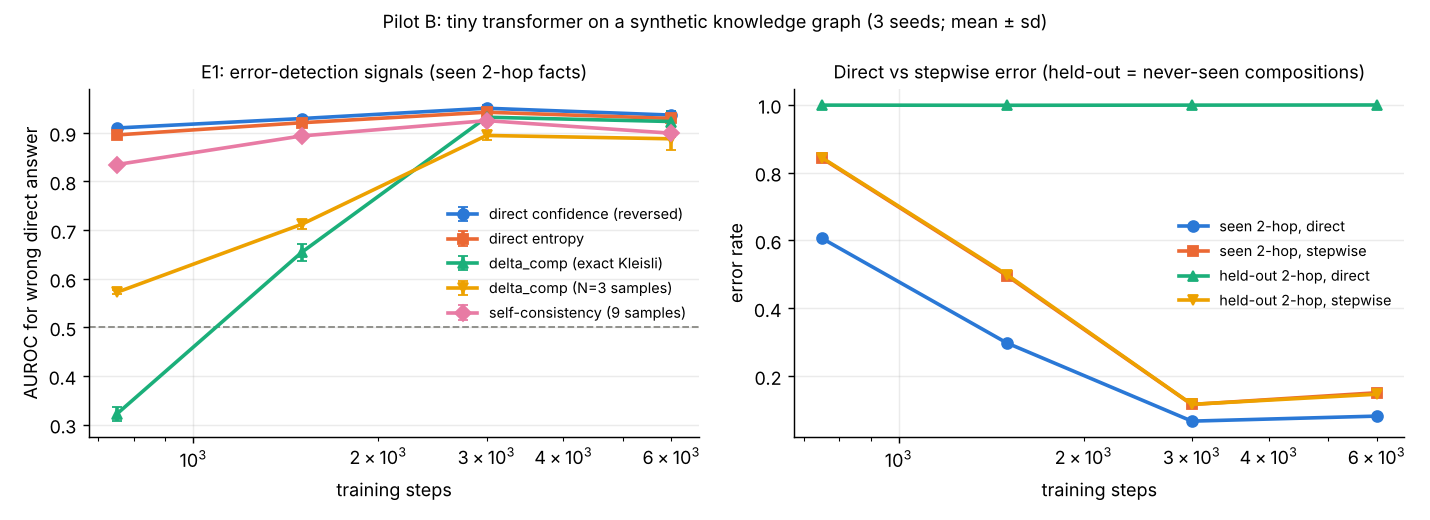 Pilot B: tiny transformer on a synthetic knowledge graph (3 seeds; mean ± sd)
E1: error-detection signals (seen 2-hop facts)
AUROC for wrong direct answer
0.9
0.8
0.7
0.6
0.5
0.4
0.3
direct confidence (reversed)
direct entropy
delta_comp (exact Kleisli)
delta_comp (N=3 samples)
self-consistency (9 samples)
10³
2 × 10³
3 × 10³
4 × 10³
6 × 10³
training steps
Direct vs stepwise error (held-out = never-seen compositions)
error rate
1.0
0.8
0.6
0.4
0.2
seen 2-hop, direct
seen 2-hop, stepwise
held-out 2-hop, direct
held-out 2-hop, stepwise
10³
2 × 10³
3 × 10³
4 × 10³
6 × 10³
training steps